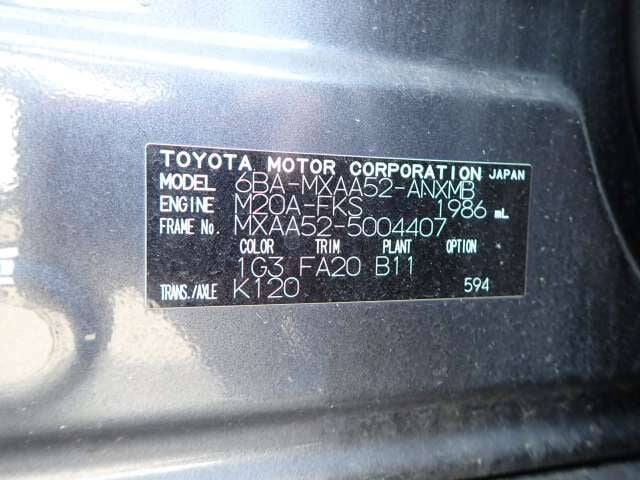 TOYOTA MOTOR CORPORATION JAPAN
MODEL 6BA-MXAA52-ANXMB
ENGINE M20A-FKS 1986 mL
FRAME No. MXAA52-5004407
COLOR TRIM PLANT OPTION
1G3 FA20 B11
TRANS./AXLE K120 594